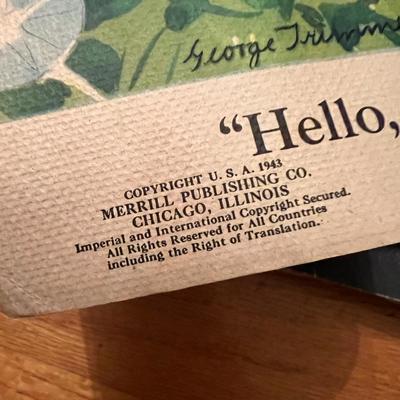 George Trimmer
"Hello,
COPYRIGHT U. S. A. 1943
MERRILL PUBLISHING CO.
CHICAGO, ILLINOIS
Imperial and International Copyright Secured.
All Rights Reserved for All Countries
including the Right of Translation.